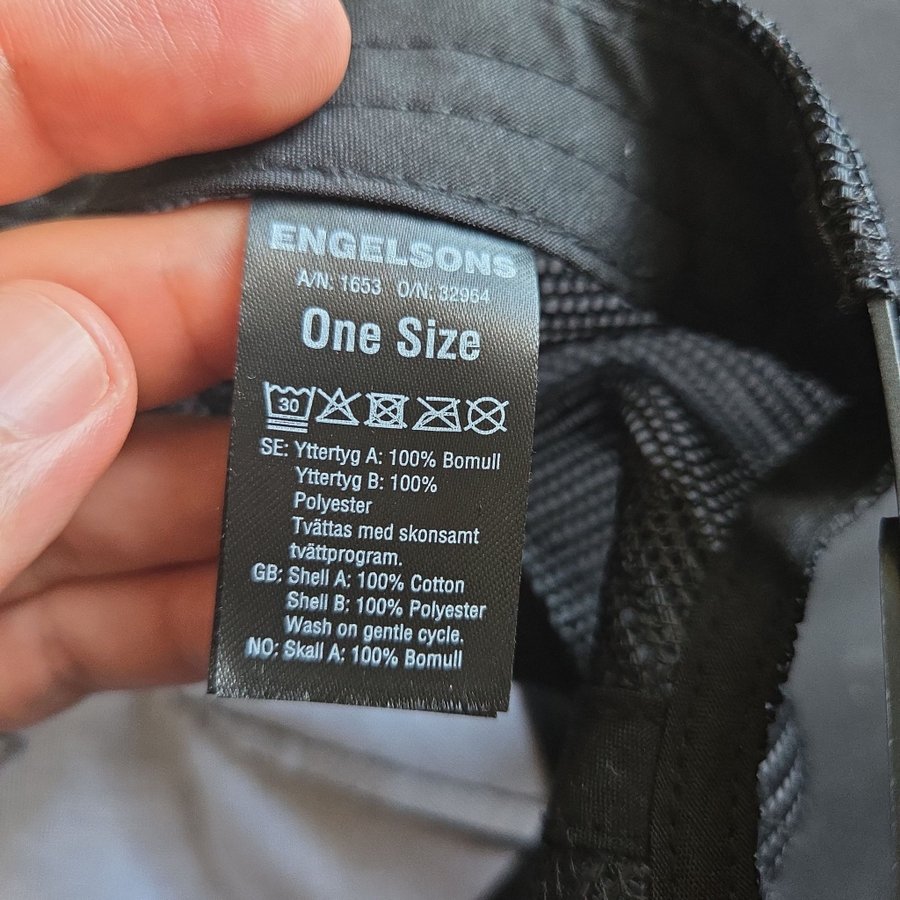 ENGELSONS
A/N: 1653 O/N: 32964
One Size
30
SE: Yttertyg A: 100% Bomull
Yttertyg B: 100%
Polyester
Tvättas med skonsamt
tvättprogram.
GB: Shell A: 100% Cotton
Shell B: 100% Polyester
Wash on gentle cycle.
NO: Skall A: 100% Bomull